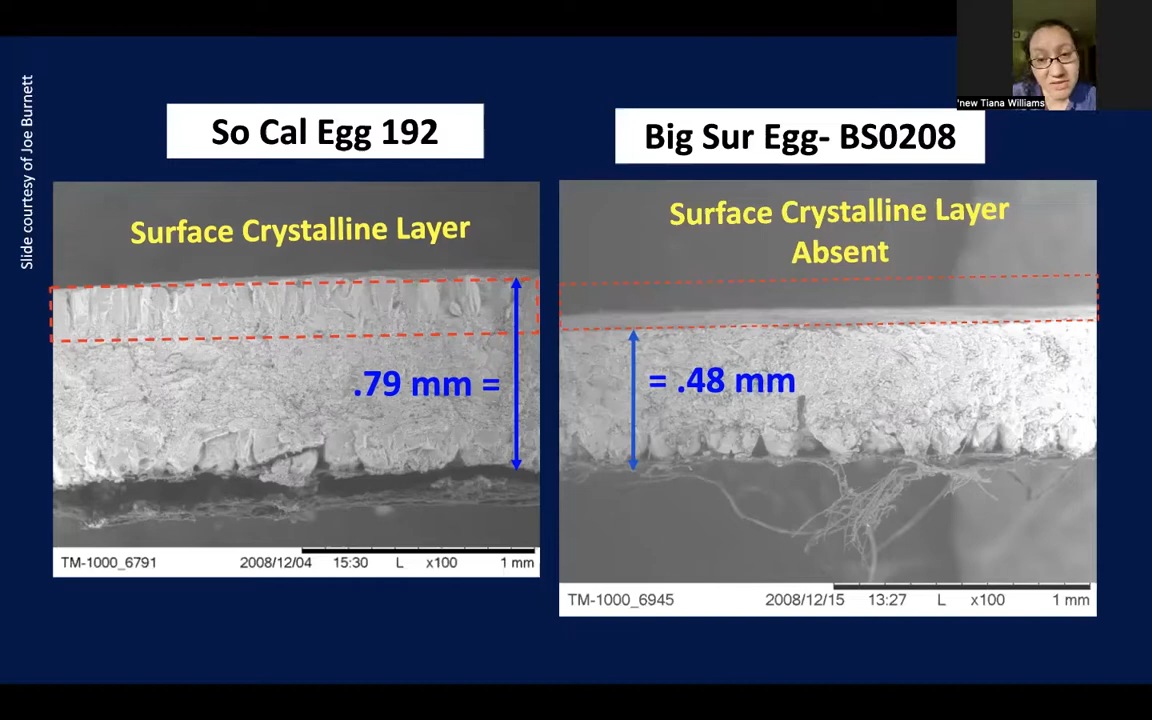 Slide courtesy of Joe Burnett
'new Tiana Williams
So Cal Egg 192
Big Sur Egg- BS0208
Surface Crystalline Layer
Surface Crystalline Layer
Absent
.79 mm =
= .48 mm
TM-1000_6791 2008/12/04 15:30 L x100 1 mm
TM-1000_6945 2008/12/15 13:27 L x100 1 mm